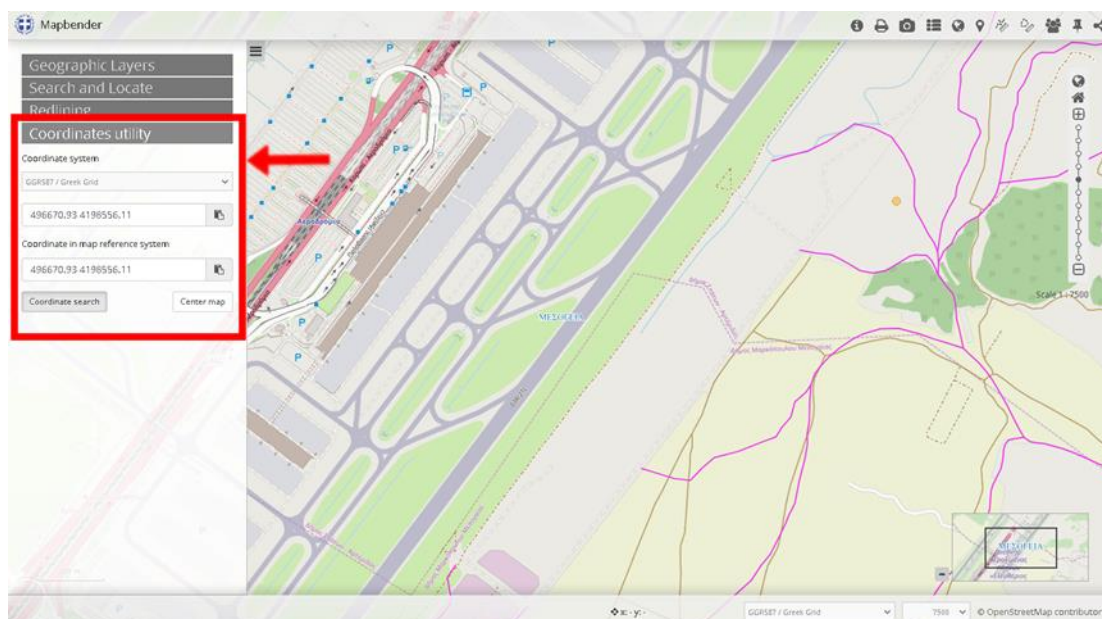 Mapbender
Geographic Layers
Search and Locate
Redlining
Coordinates utility
Coordinate system
GGRS87 / Greek Grid
496670.93 4198556.11
Coordinate in map reference system
496670.93 4198556.11
Coordinate search
Center map
P
P
P
P
P
P
ΜΕΣΟΓΕΙΑ
Scale 1 : 7500
ΜΕΣΟΓΕΙΑ
x: - y: -
GGRS87 / Greek Grid
7500
© OpenStreetMap contributor